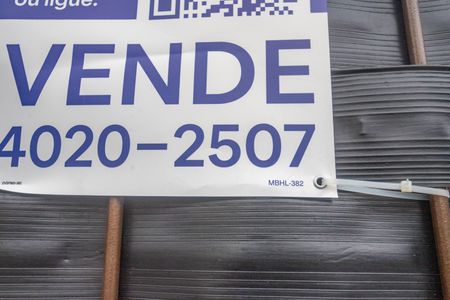 ou ligue.
VENDE
4020-2507
MBHL-382